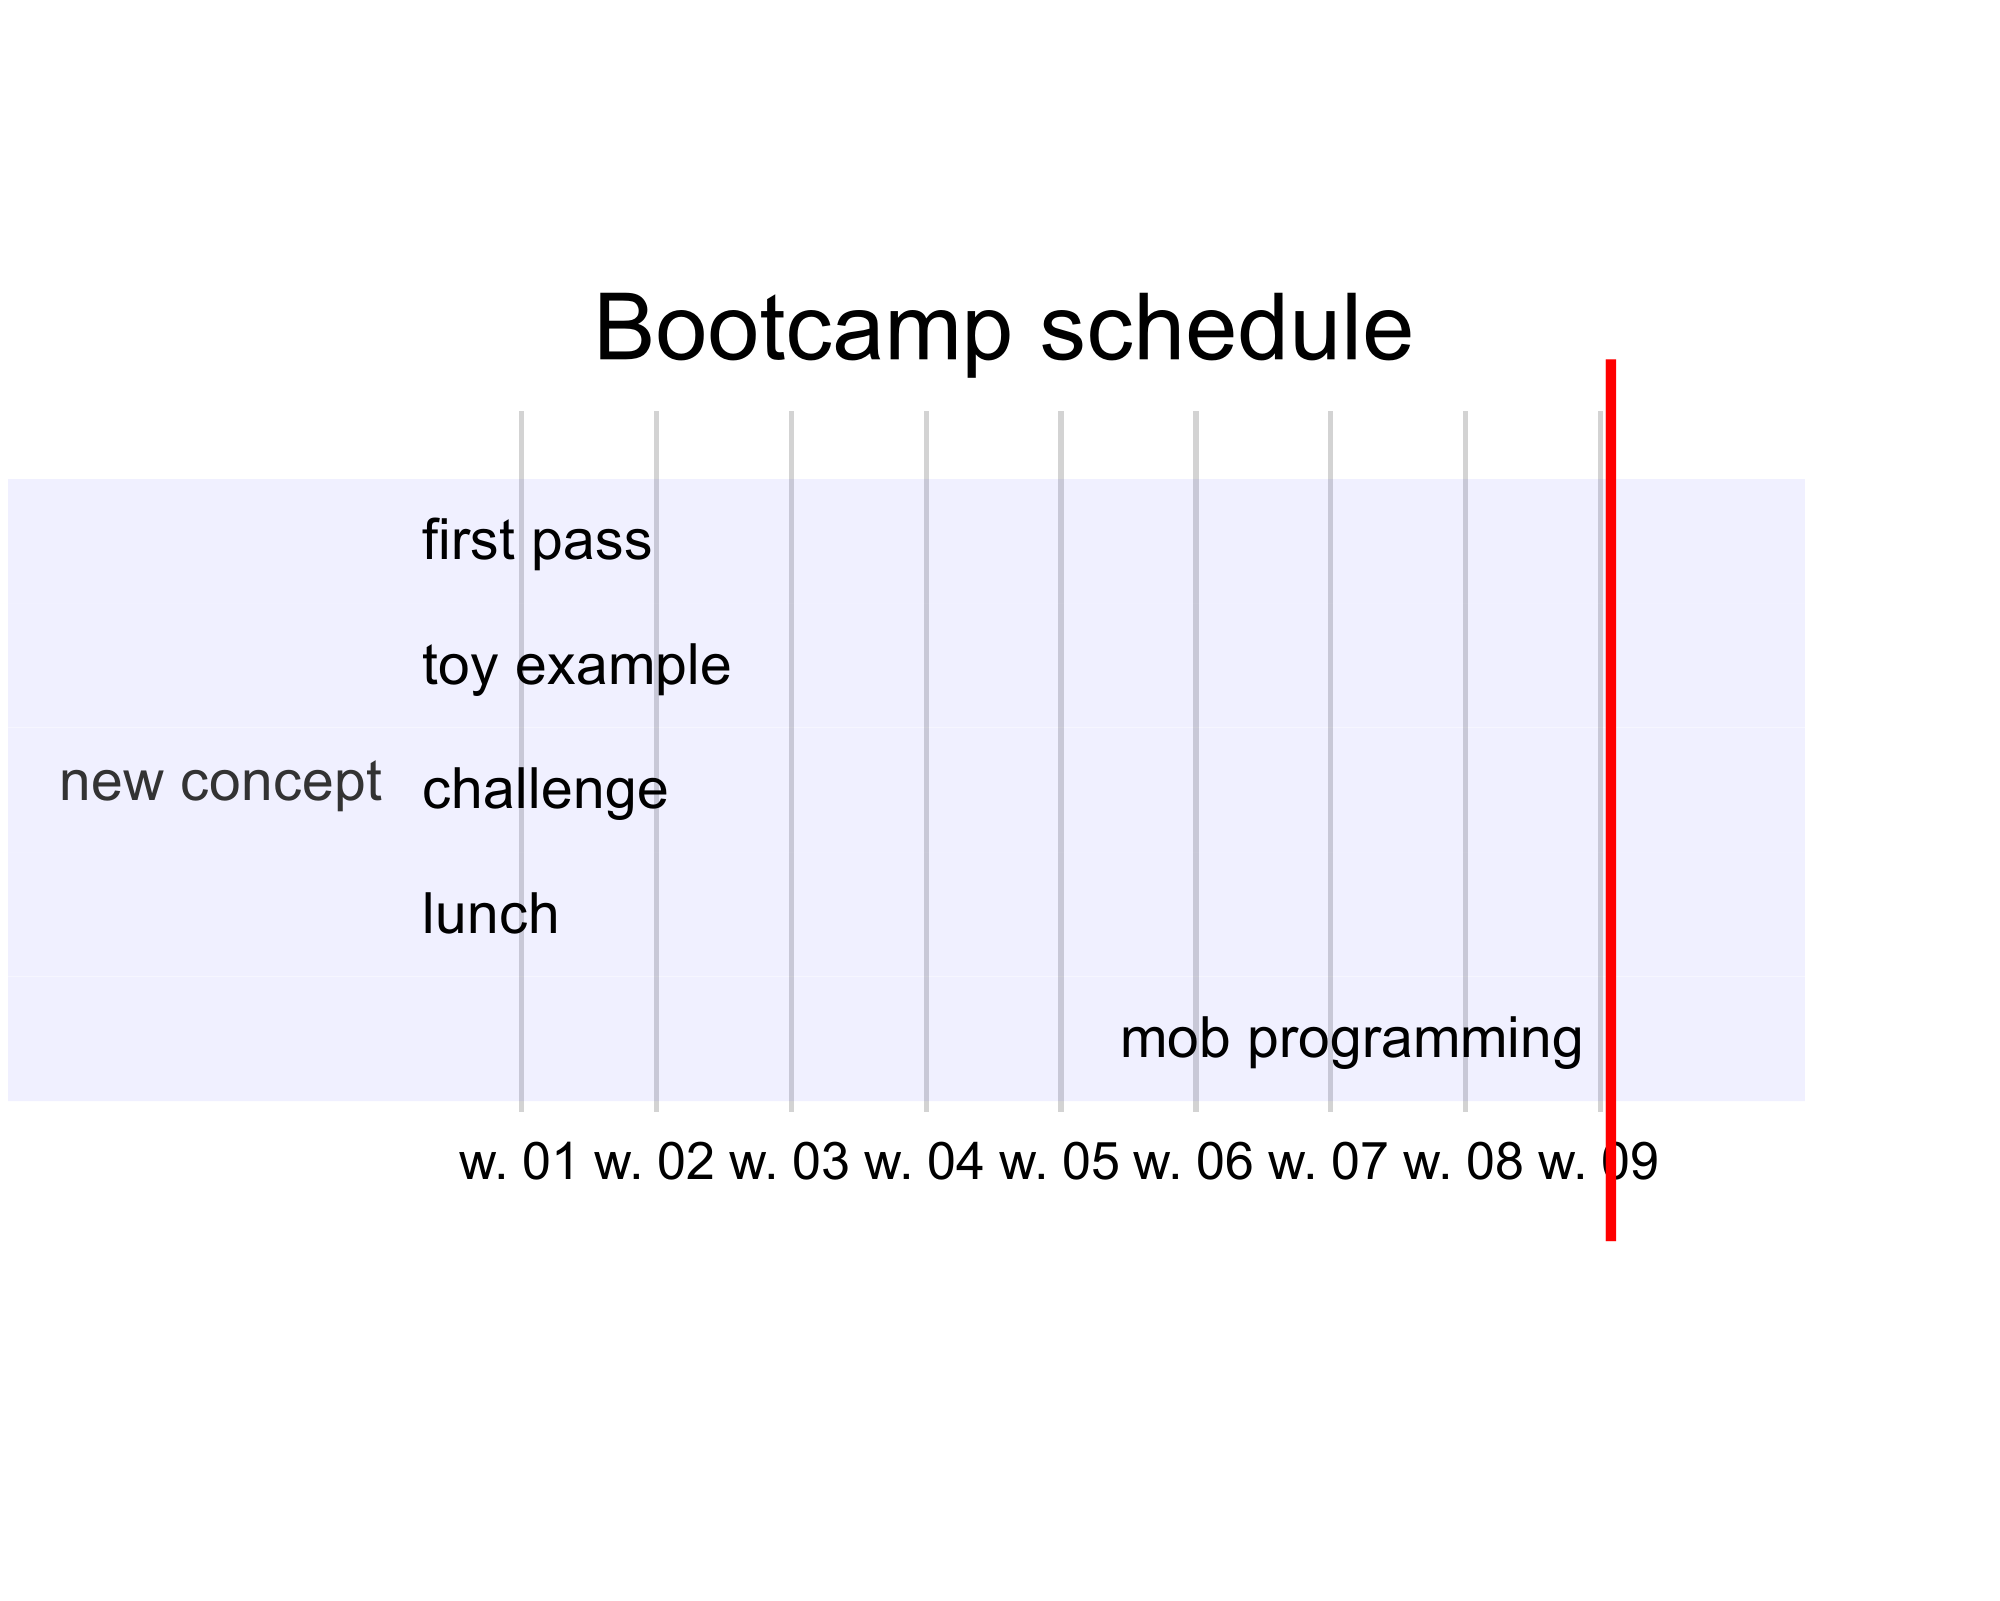 Bootcamp schedule
first pass
toy example
new concept
challenge
lunch
mob programming
w. 01 w. 02 w. 03 w. 04 w. 05 w. 06 w. 07 w. 08 w. 09